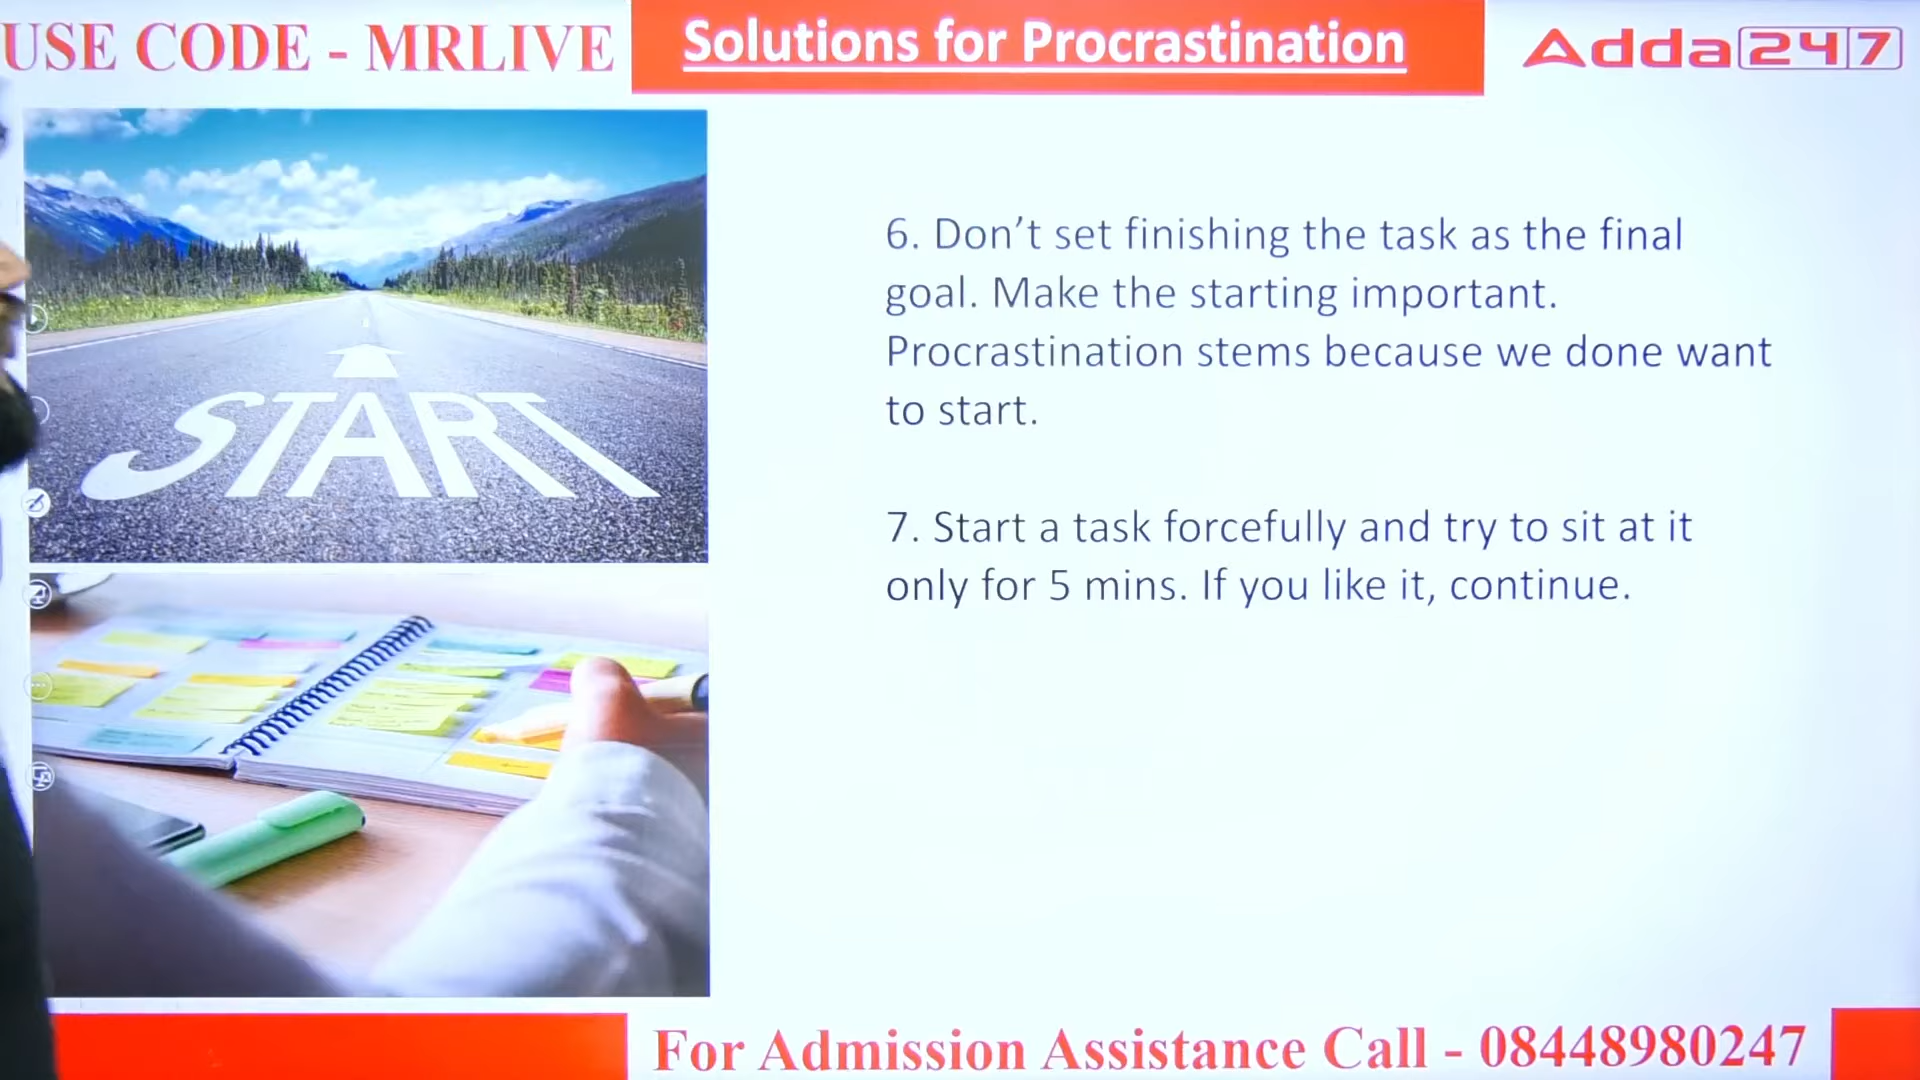 USE CODE - MRLIVE
Solutions for Procrastination
Adda247
START
6. Don’t set finishing the task as the final
goal. Make the starting important.
Procrastination stems because we done want
to start.
7. Start a task forcefully and try to sit at it
only for 5 mins. If you like it, continue.
For Admission Assistance Call - 08448980247